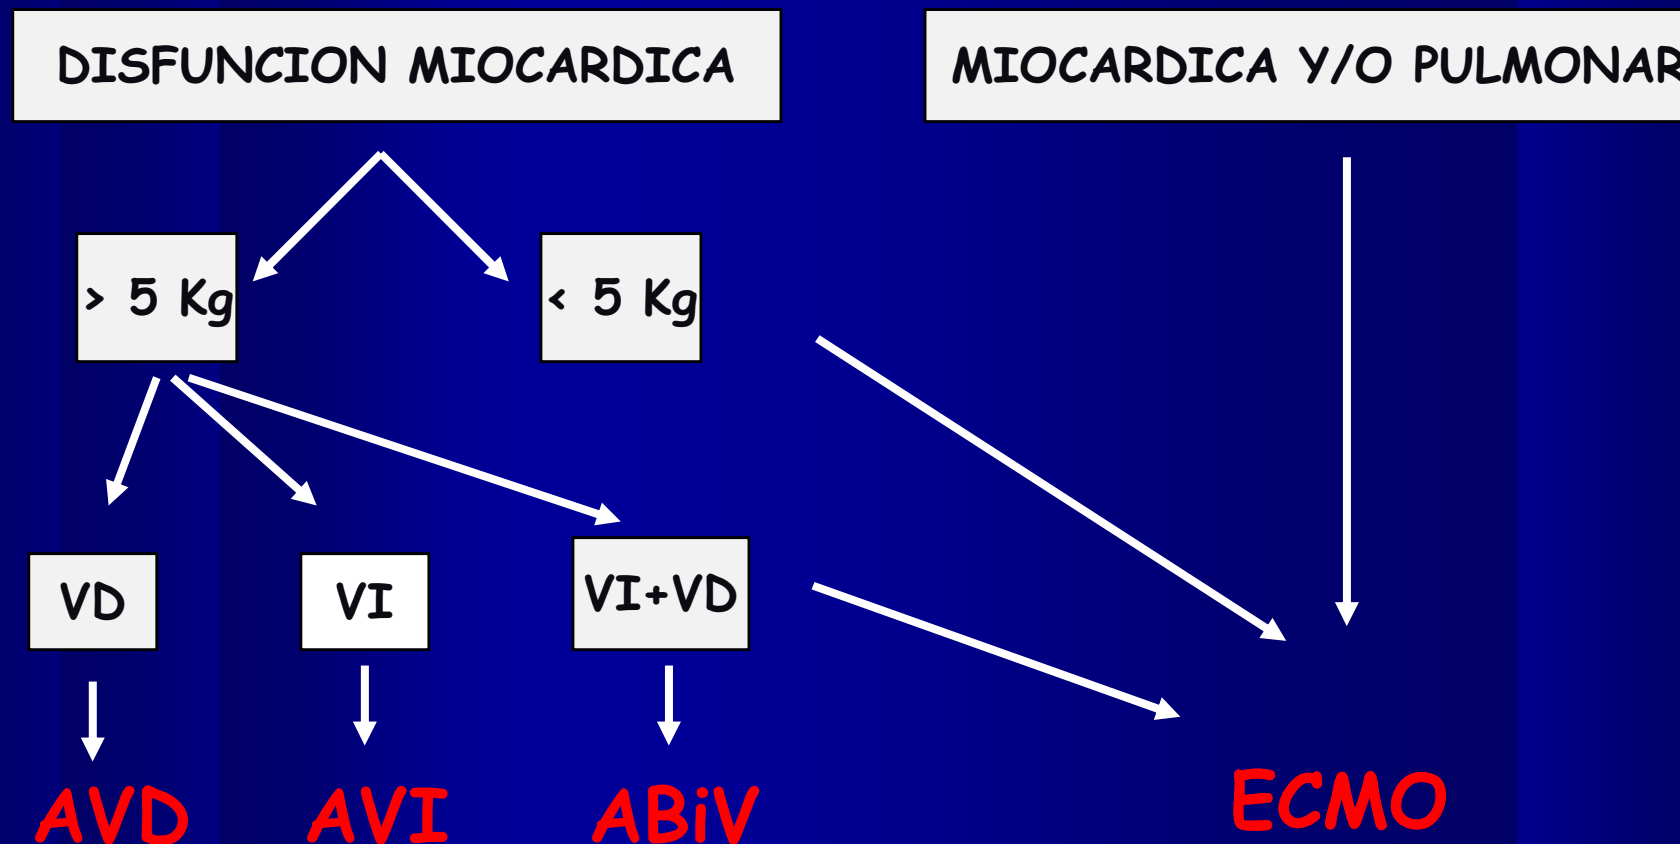 DISFUNCION MIOCARDICA
MIOCARDICA Y/O PULMONAR
> 5 Kg
< 5 Kg
VD
VI
VI+VD
AVD
AVI
ABiV
ECMO